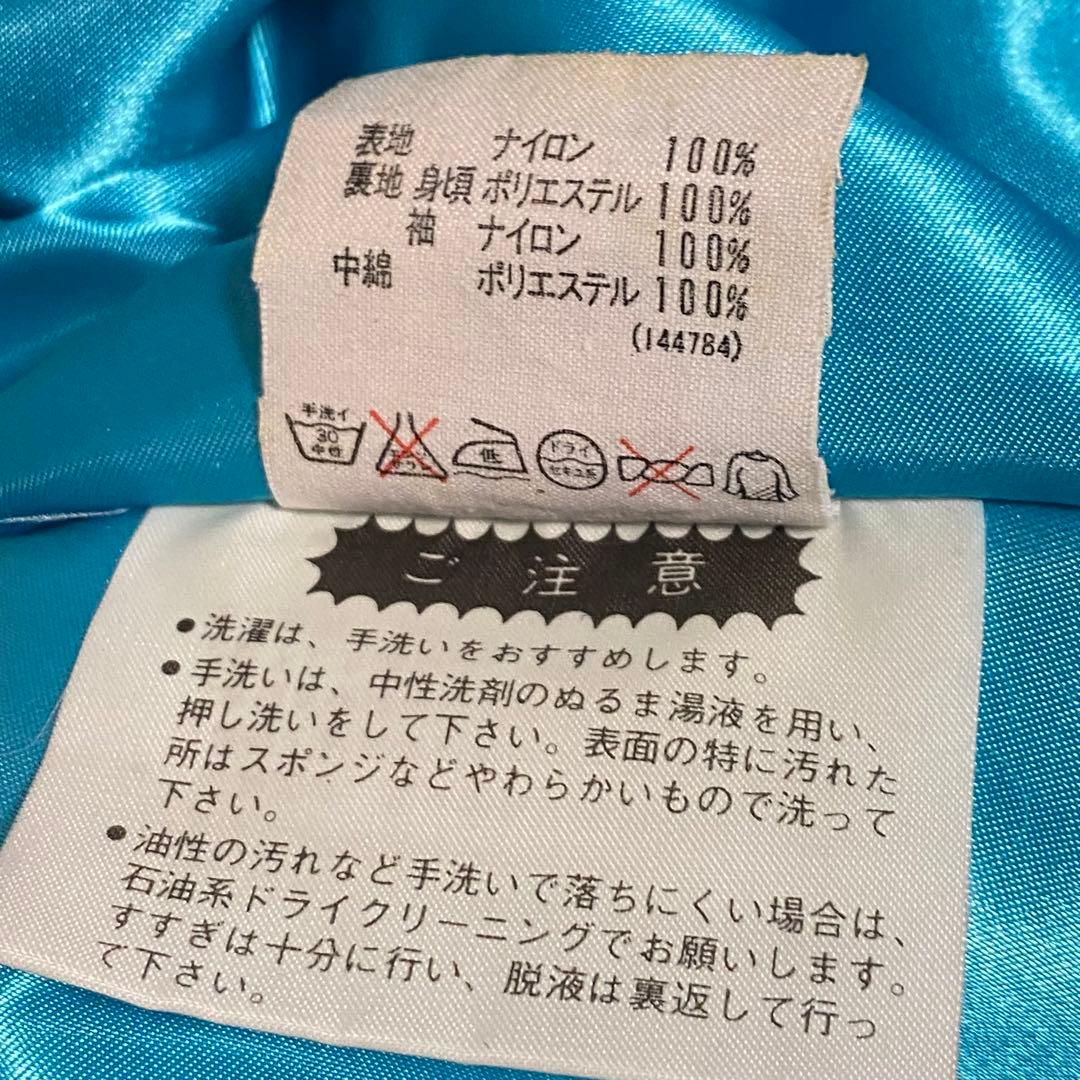 表地 ナイロン 100%
裏地 身頃 ポリエステル 100%
袖 ナイロン 100%
中綿 ポリエステル 100%
(144784)
手洗イ
30
中性
低
ドライ
セキユ系
ご注意
●洗濯は、手洗いをおすすめします。
●手洗いは、中性洗剤のぬるま湯液を用い、
押し洗いをして下さい。表面の特に汚れた
所はスポンジなどやわらかいもので洗って
下さい。
●油性の汚れなど手洗いで落ちにくい場合は、
石油系ドライクリーニングでお願いします。
すすぎは十分に行い、脱液は裏返して行っ
て下さい。